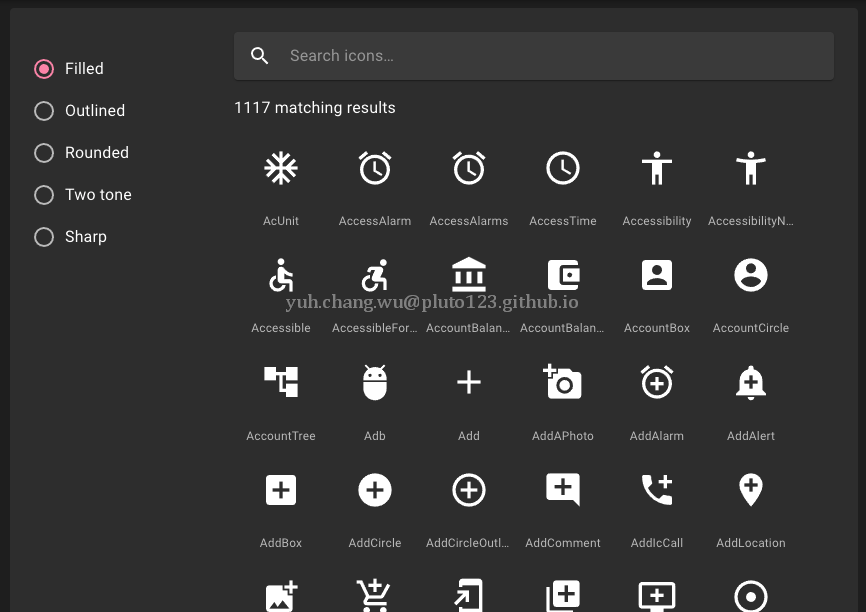 Filled
Outlined
Rounded
Two tone
Sharp
Search icons…
1117 matching results
AcUnit AccessAlarm AccessAlarms AccessTime Accessibility AccessibilityN…
yuh.chang.wu@pluto123.github.io
Accessible AccessibleFor… AccountBalan… AccountBalan… AccountBox AccountCircle
AccountTree Adb Add AddAPhoto AddAlarm AddAlert
AddBox AddCircle AddCircleOutl… AddComment AddIcCall AddLocation